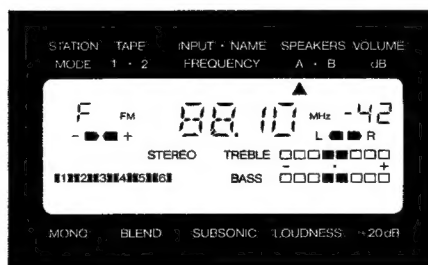 STATION TAPE INPUT · NAME SPEAKERS VOLUME
MODE 1 · 2 FREQUENCY A · B dB
F FM 88.10 MHz -42
- + L R
STEREO TREBLE
- · +
1 2 3 4 5 6 BASS
MONO BLEND SUBSONIC LOUDNESS -20dB